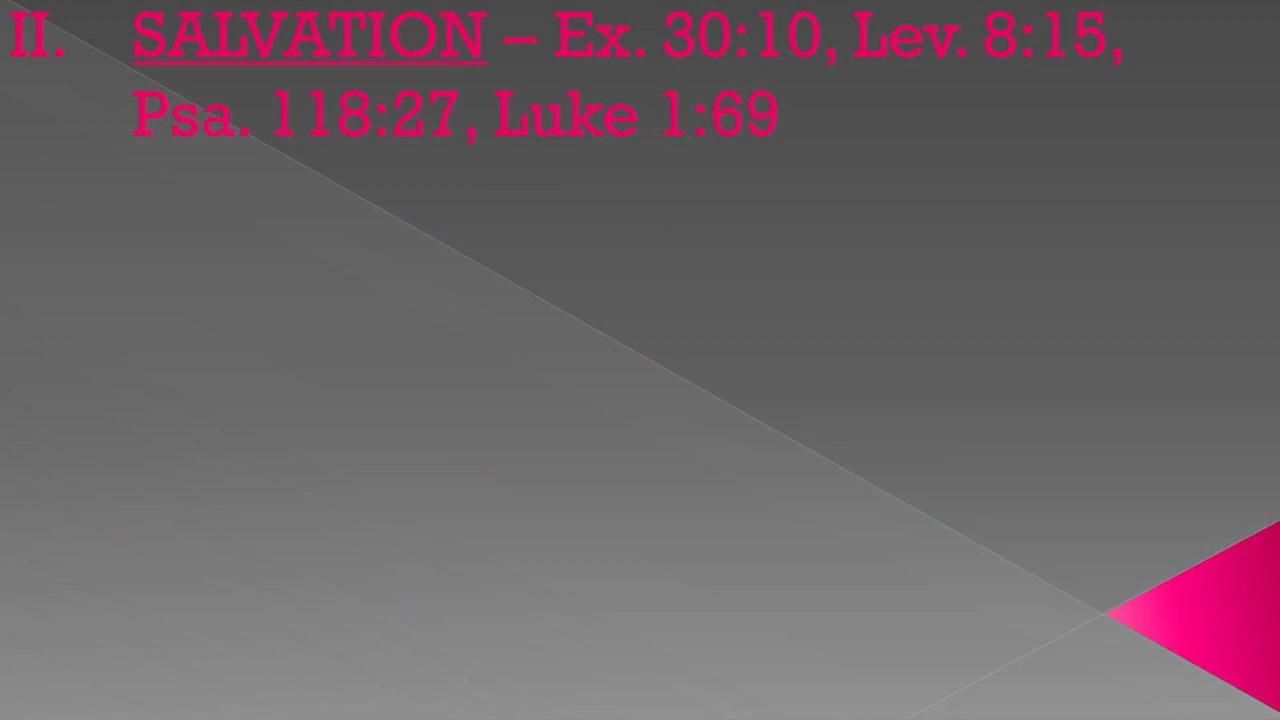 II. SALVATION – Ex. 30:10, Lev. 8:15,
Psa. 118:27, Luke 1:69